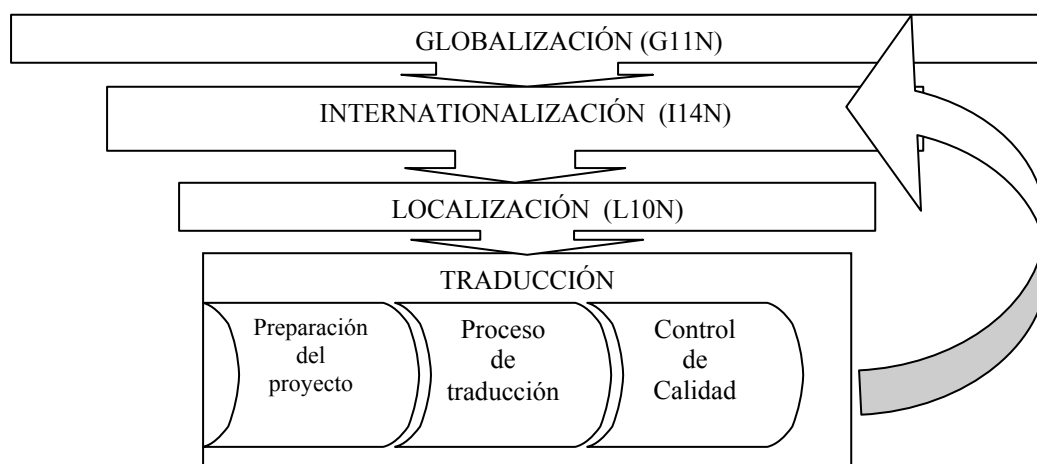 GLOBALIZACIÓN (G11N)
INTERNATIONALIZACIÓN (I14N)
LOCALIZACIÓN (L10N)
TRADUCCIÓN
Preparación
del
proyecto
Proceso
de
traducción
Control
de
Calidad